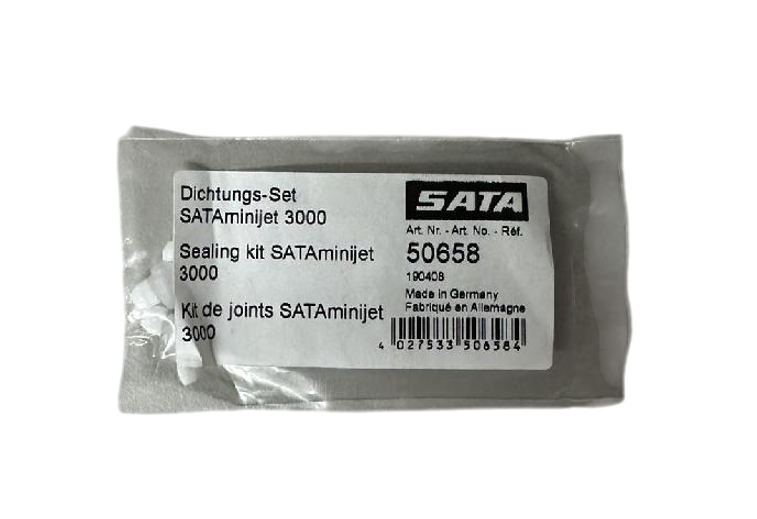 Dichtungs-Set
SATAminijet 3000
Sealing kit SATAminijet
3000
Kit de joints SATAminijet
3000
SATA
Art. Nr. - Art. No. - Réf.
50658
190408
Made in Germany
Fabriqué en Allemagne
4 027533 506584